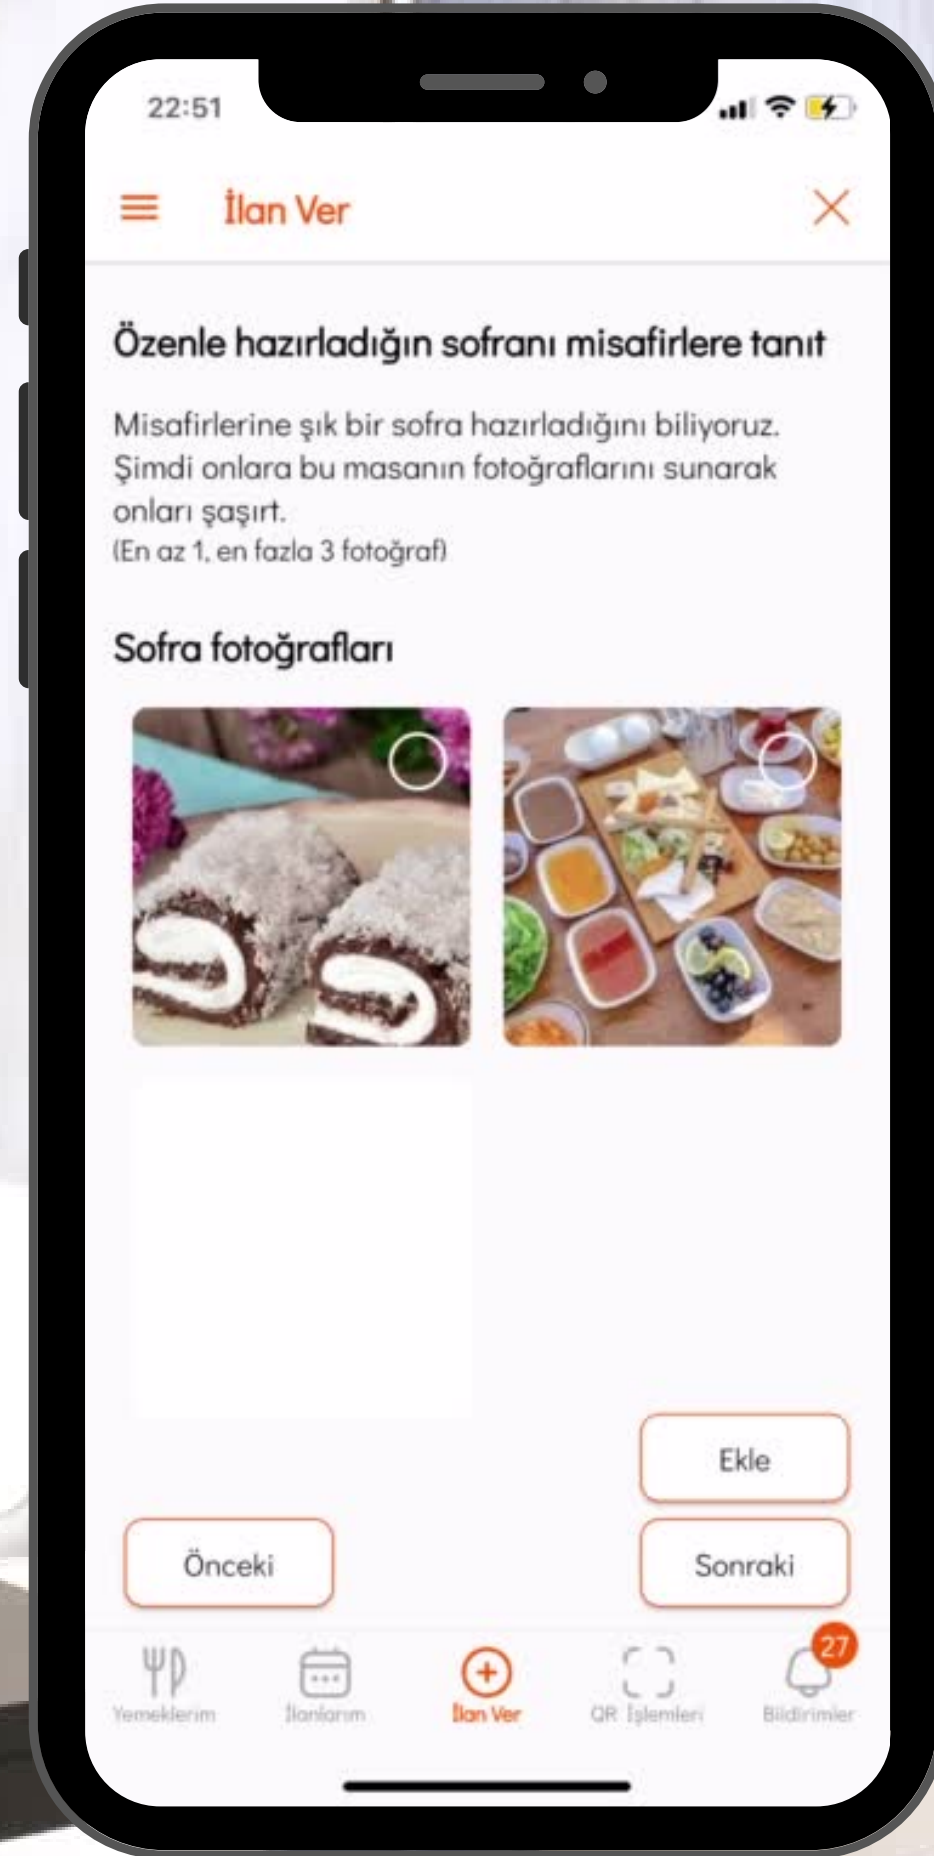 22:51
İlan Ver
Özenle hazırladığın sofranı misafirlere tanıt
Misafirlerine şık bir sofra hazırladığını biliyoruz.
Şimdi onlara bu masanın fotoğraflarını sunarak
onları şaşırt.
(En az 1, en fazla 3 fotoğraf)
Sofra fotoğrafları
Ekle
Önceki
Sonraki
27
Yemeklerim
İlanlarım
İlan Ver
QR İşlemleri
Bildirimler